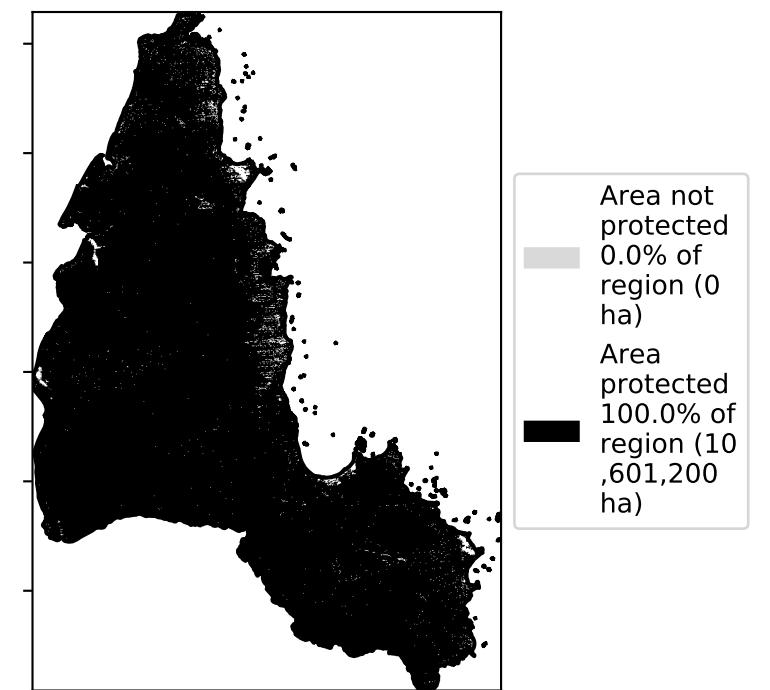 Area not
protected
0.0% of
region (0
ha)
Area
protected
100.0% of
region (10
,601,200
ha)